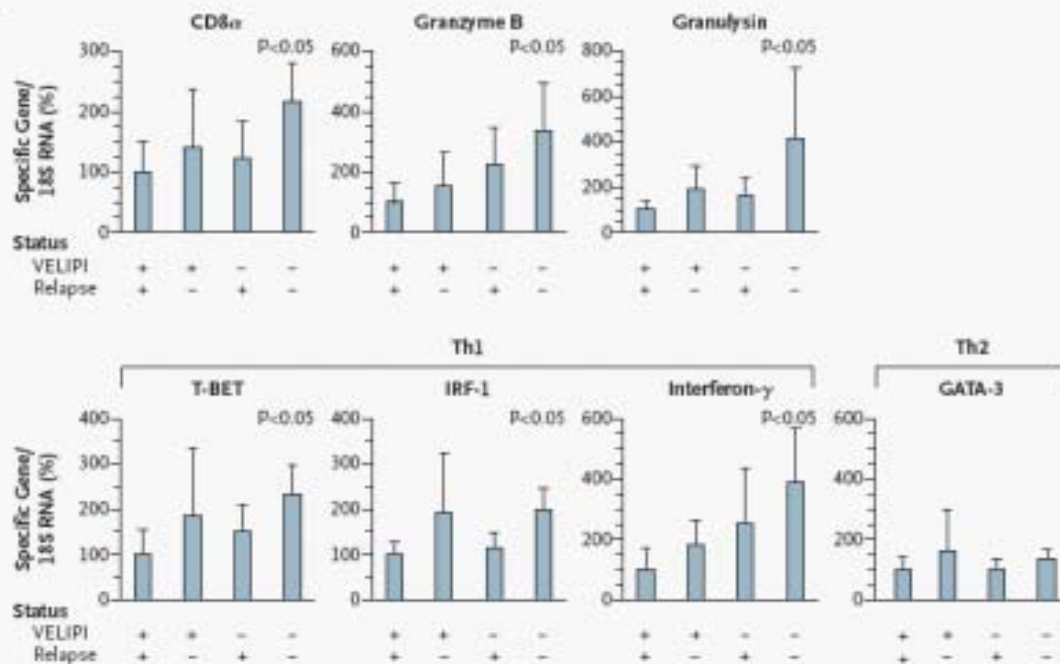 CD8α Granzyme B Granulysin
P<0.05 P<0.05 P<0.05
Specific Gene/
18S RNA (%)
300 200 100 0
600 400 200 0
800 600 400 200 0
Status
VELIPI + + – – + + – – + + – –
Relapse + – + – + – + – + – + –
Th1 Th2
T-BET IRF-1 Interferon-γ GATA-3
P<0.05 P<0.05 P<0.05
Specific Gene/
18S RNA (%)
400 300 200 100 0
400 300 200 100 0
600 400 200 0
600 400 200 0
Status
VELIPI + + – – + + – – + + – – + + – –
Relapse + – + – + – + – + – + – + – + –